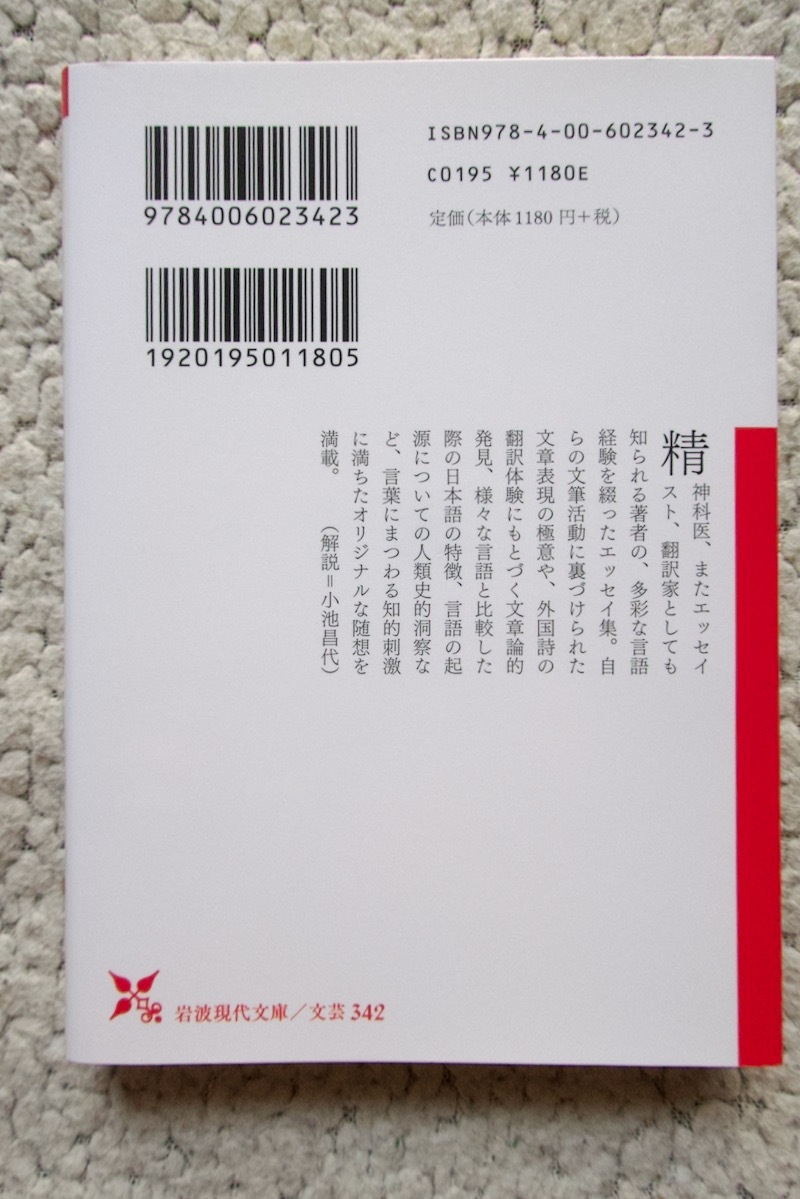 ISBN978-4-00-602342-3
C0195 ¥1180E
定価(本体1180円+税)
9784006023423
1920195011805
精神科医、またエッセイ
スト、翻訳家としても
知られる著者の、多彩な言語
経験を綴ったエッセイ集。自
らの文筆活動に裏づけられた
文章表現の極意や、外国詩の
翻訳体験にもとづく文章論的
発見、様々な言語と比較した
際の日本語の特徴、言語の起
源についての人類史的洞察な
ど、言葉にまつわる知的刺激
に満ちたオリジナルな随想を
満載。 (解説=小池昌代)
岩波現代文庫/文芸 342